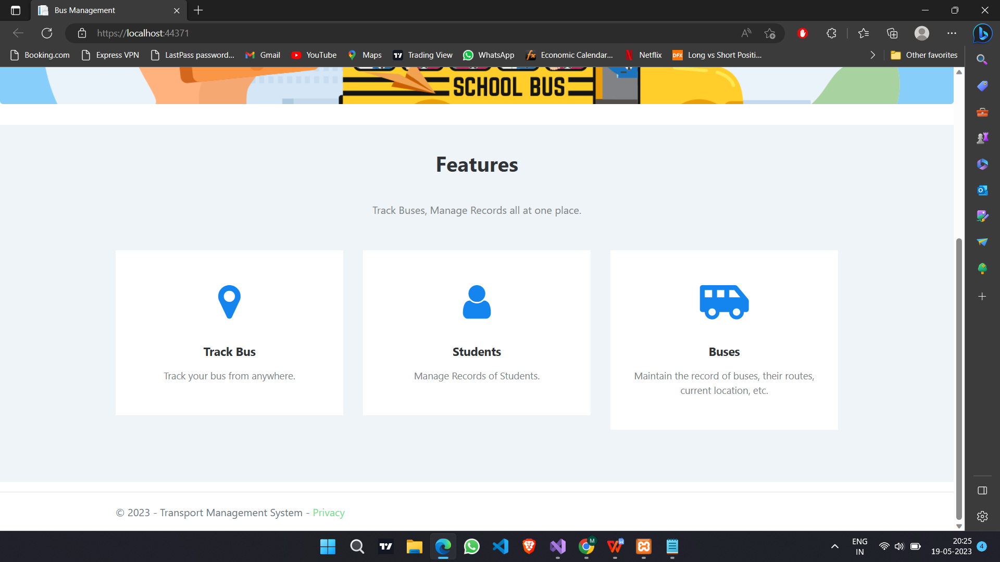 Bus Management
https://localhost:44371
Booking.com Express VPN LastPass password... Gmail YouTube Maps Trading View WhatsApp Economic Calendar... Netflix DFX Long vs Short Positi... Other favorites
SCHOOL BUS
Features
Track Buses, Manage Records all at one place.
Track Bus
Track your bus from anywhere.
Students
Manage Records of Students.
Buses
Maintain the record of buses, their routes,
current location, etc.
© 2023 - Transport Management System - Privacy
ENG
IN
20:25
19-05-2023
4